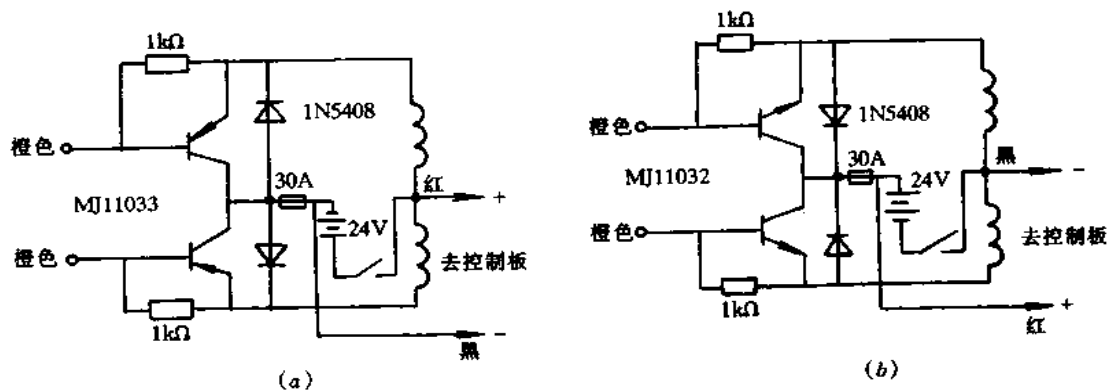 1kΩ
橙色
1N5408
30A
红
+
MJ11033
24V
橙色
去控制板
1kΩ
黑
-
(a)
1kΩ
橙色
1N5408
30A
黑
-
MJ11032
24V
橙色
去控制板
1kΩ
+
红
(b)